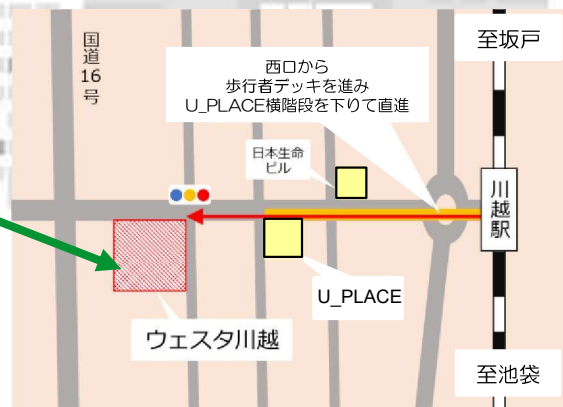 国道16号
至坂戸
西口から
歩行者デッキを進み
U_PLACE横階段を下りて直進
日本生命
ビル
川越駅
U_PLACE
ウェスタ川越
至池袋